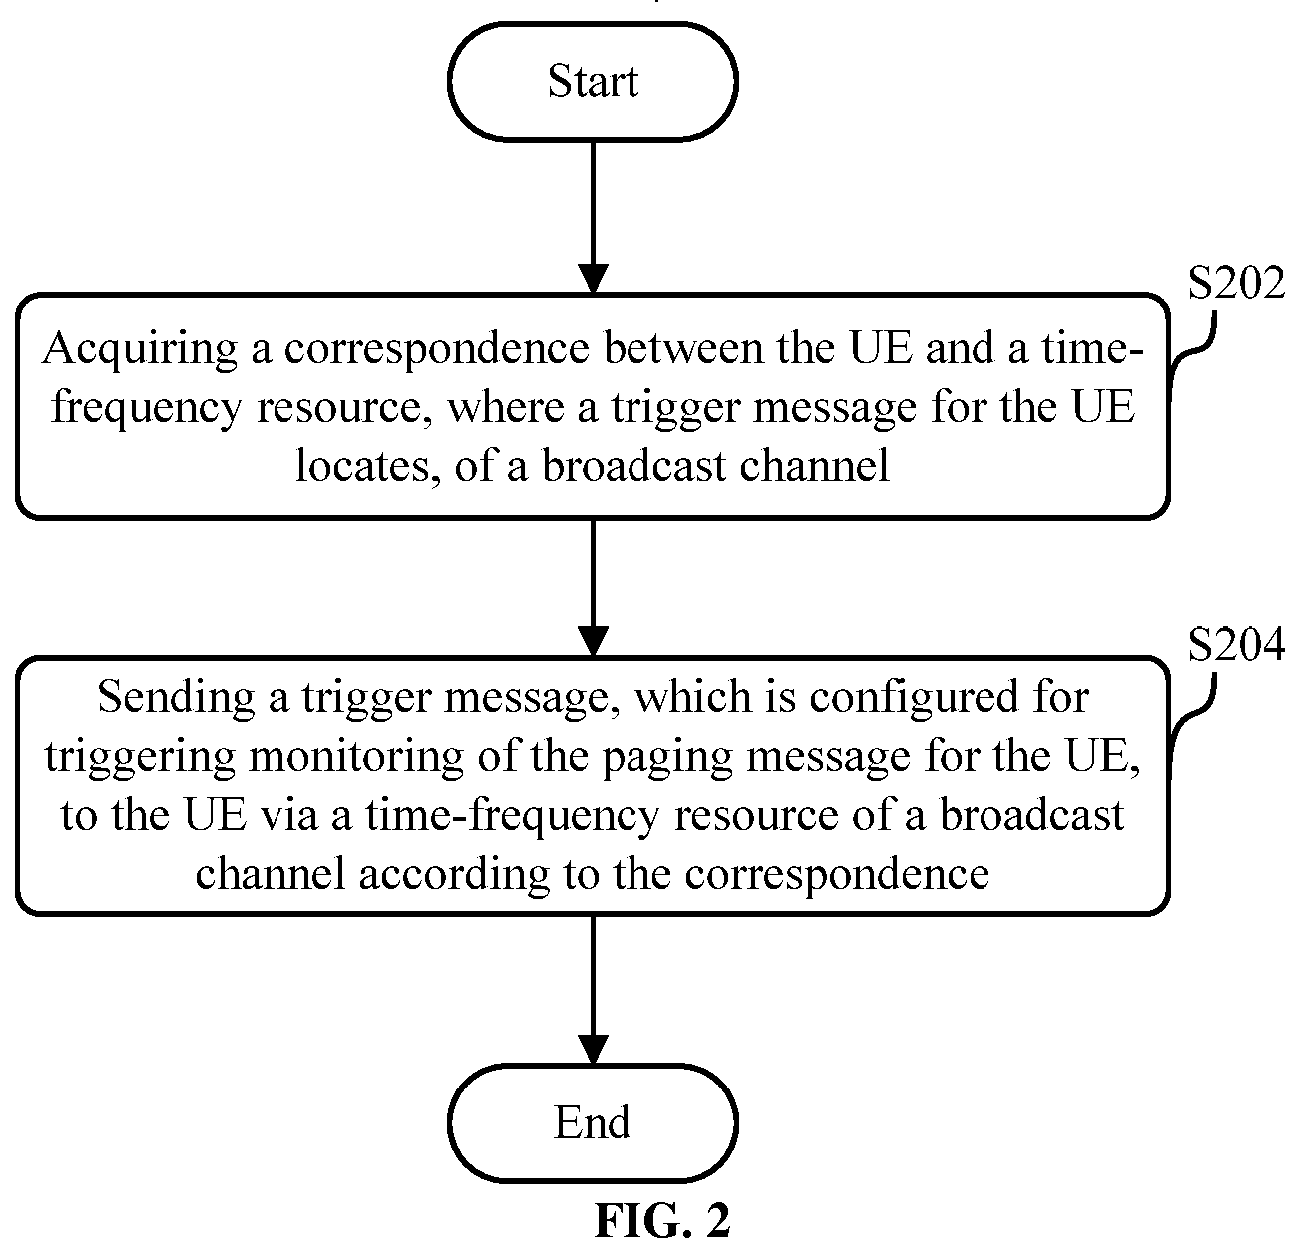 Start
S202
Acquiring a correspondence between the UE and a time-
frequency resource, where a trigger message for the UE
locates, of a broadcast channel
S204
Sending a trigger message, which is configured for
triggering monitoring of the paging message for the UE,
to the UE via a time-frequency resource of a broadcast
channel according to the correspondence
End
FIG. 2